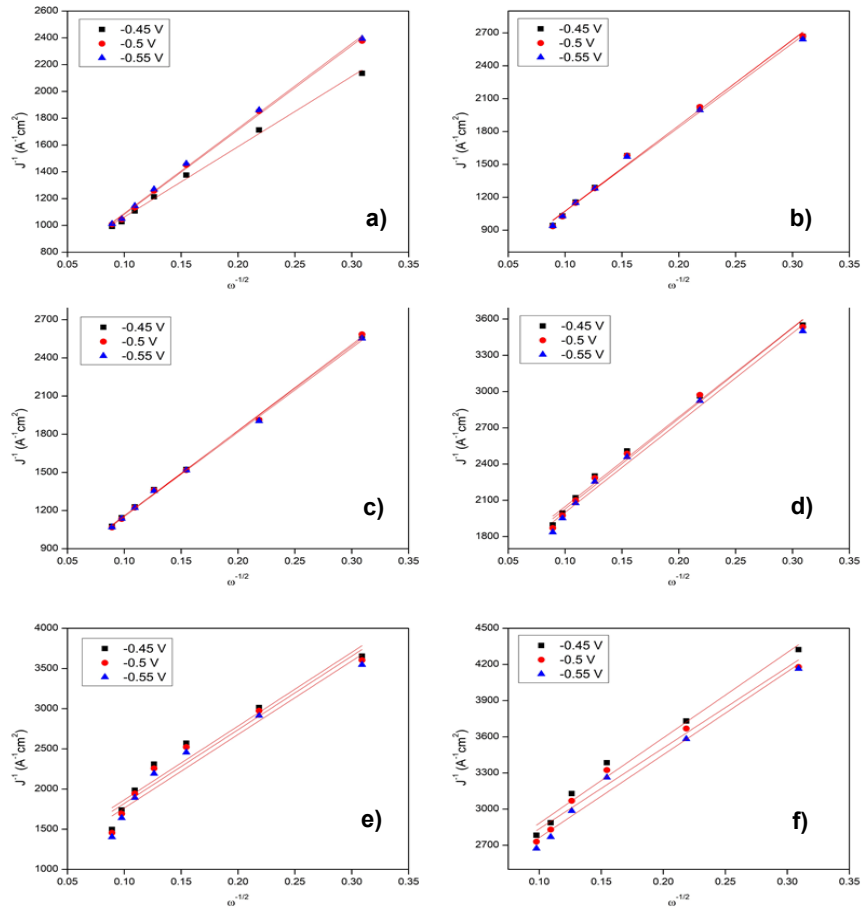 2600
2400
2200
2000
1800
1600
1400
1200
1000
800
J⁻¹ (A⁻¹cm²)
-0.45 V
-0.5 V
-0.55 V
a)
0.05 0.10 0.15 0.20 0.25 0.30 0.35
ω⁻¹/²
2700
2400
2100
1800
1500
1200
900
J⁻¹ (A⁻¹cm²)
-0.45 V
-0.5 V
-0.55 V
b)
0.05 0.10 0.15 0.20 0.25 0.30 0.35
ω⁻¹/²
2700
2400
2100
1800
1500
1200
900
J⁻¹ (A⁻¹cm²)
-0.45 V
-0.5 V
-0.55 V
c)
0.05 0.10 0.15 0.20 0.25 0.30 0.35
ω⁻¹/²
3600
3300
3000
2700
2400
2100
1800
J⁻¹ (A⁻¹cm²)
-0.45 V
-0.5 V
-0.55 V
d)
0.05 0.10 0.15 0.20 0.25 0.30 0.35
ω⁻¹/²
4000
3500
3000
2500
2000
1500
1000
J⁻¹ (A⁻¹cm²)
-0.45 V
-0.5 V
-0.55 V
e)
0.05 0.10 0.15 0.20 0.25 0.30 0.35
ω⁻¹/²
4500
4200
3900
3600
3300
3000
2700
J⁻¹ (A⁻¹cm²)
-0.45 V
-0.5 V
-0.55 V
f)
0.10 0.15 0.20 0.25 0.30 0.35
ω⁻¹/²